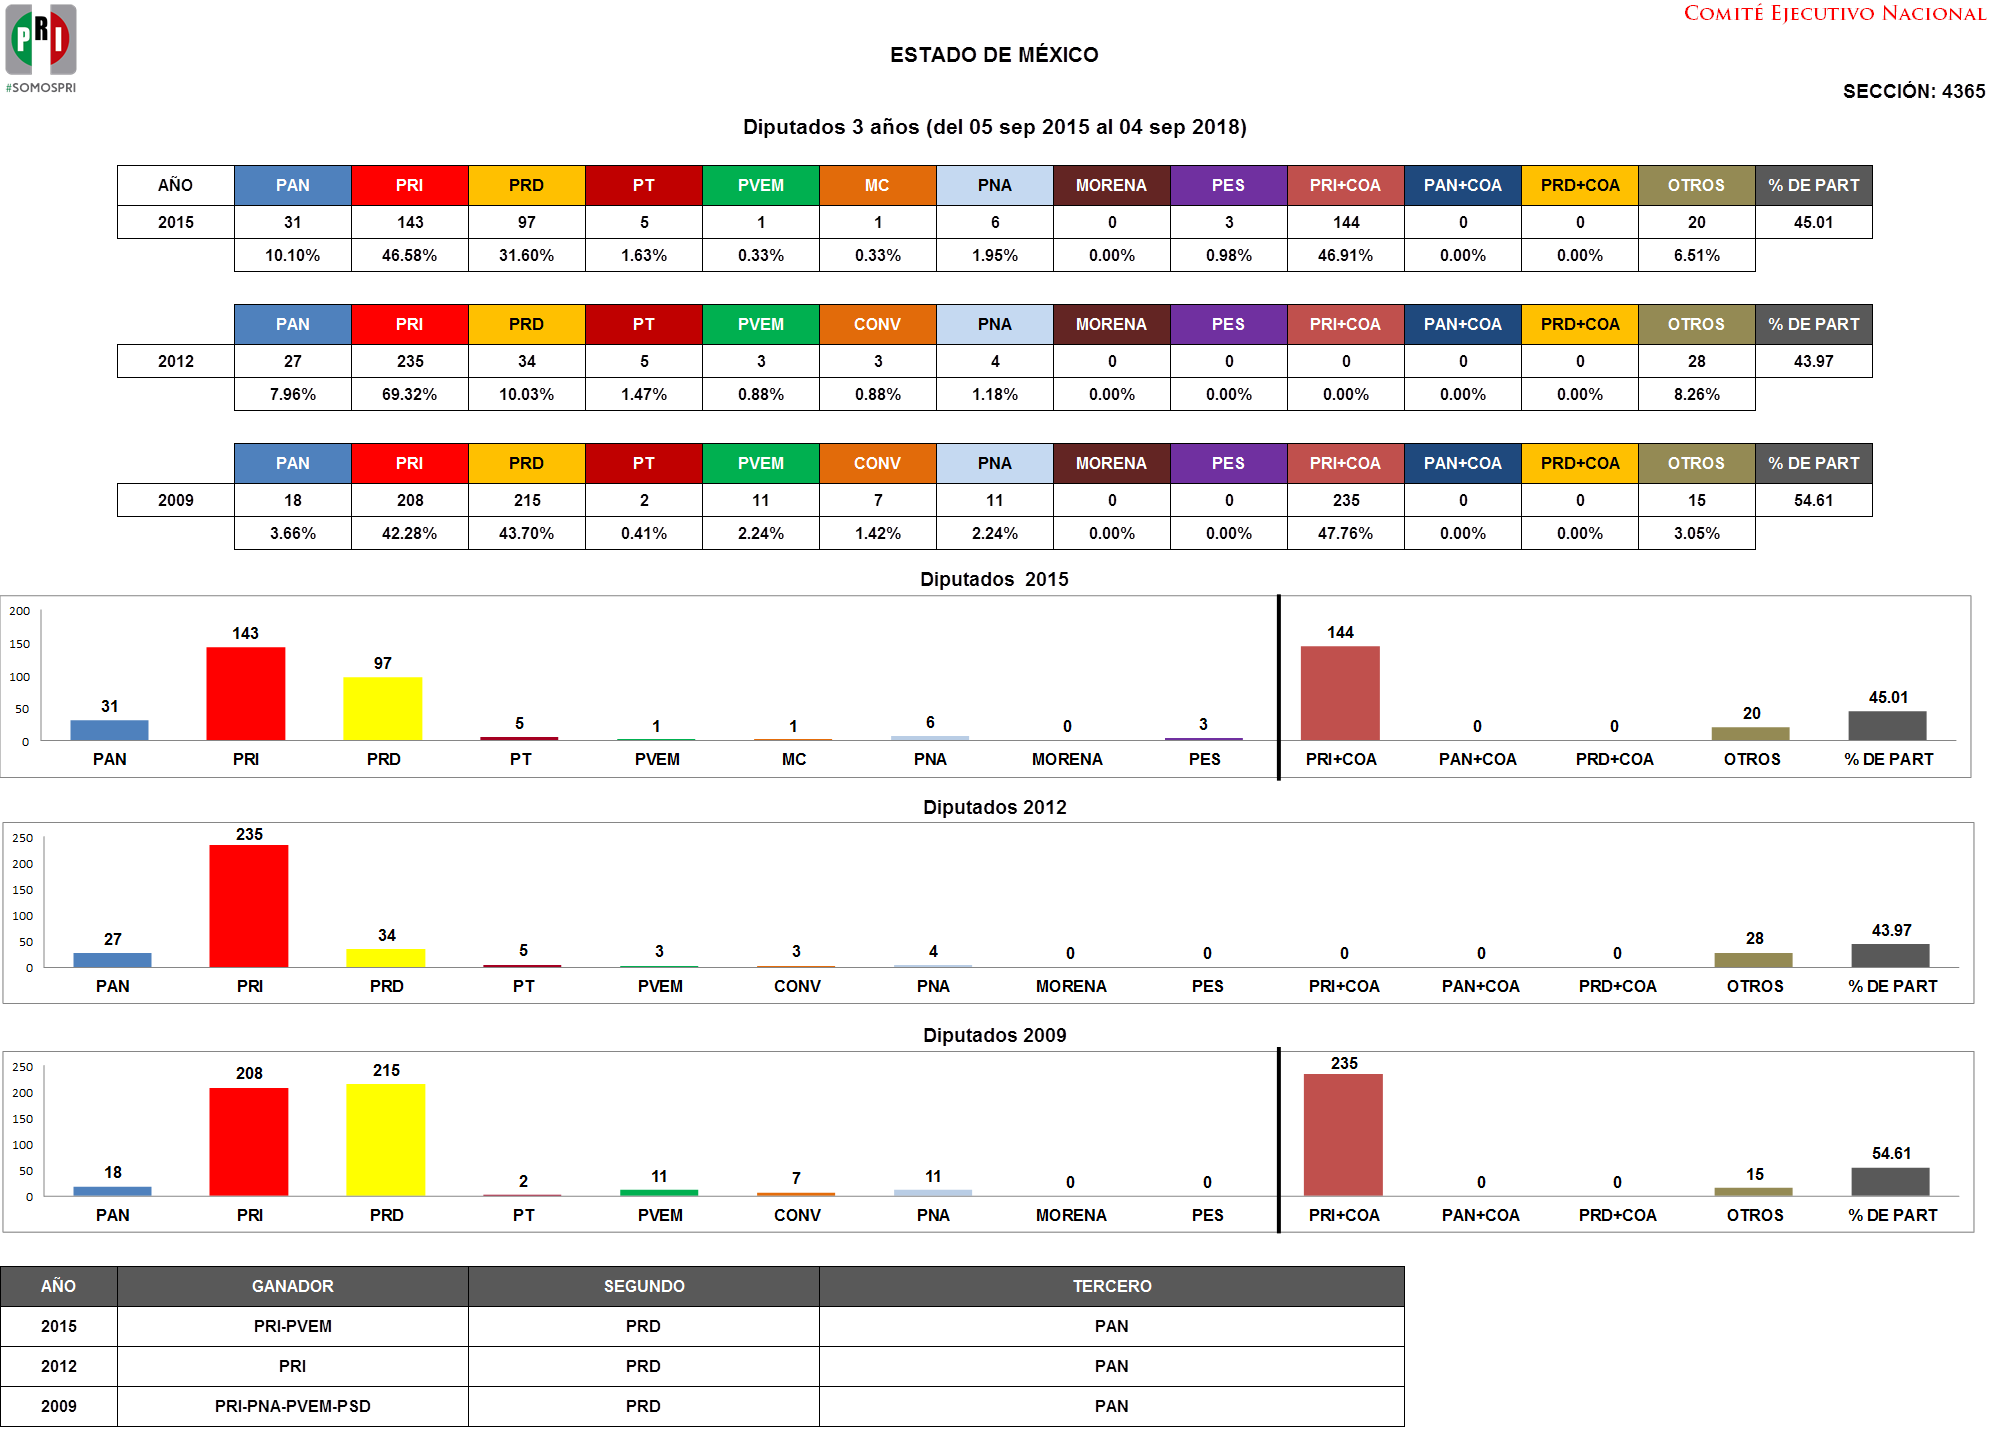 PRI
#SOMOSPRI
COMITÉ EJECUTIVO NACIONAL
ESTADO DE MÉXICO
SECCIÓN: 4365
Diputados 3 años (del 05 sep 2015 al 04 sep 2018)
AÑO PAN PRI PRD PT PVEM MC PNA MORENA PES PRI+COA PAN+COA PRD+COA OTROS % DE PART
2015 31 143 97 5 1 1 6 0 3 144 0 0 20 45.01
10.10% 46.58% 31.60% 1.63% 0.33% 0.33% 1.95% 0.00% 0.98% 46.91% 0.00% 0.00% 6.51%
PAN PRI PRD PT PVEM CONV PNA MORENA PES PRI+COA PAN+COA PRD+COA OTROS % DE PART
2012 27 235 34 5 3 3 4 0 0 0 0 0 28 43.97
7.96% 69.32% 10.03% 1.47% 0.88% 0.88% 1.18% 0.00% 0.00% 0.00% 0.00% 0.00% 8.26%
PAN PRI PRD PT PVEM CONV PNA MORENA PES PRI+COA PAN+COA PRD+COA OTROS % DE PART
2009 18 208 215 2 11 7 11 0 0 235 0 0 15 54.61
3.66% 42.28% 43.70% 0.41% 2.24% 1.42% 2.24% 0.00% 0.00% 47.76% 0.00% 0.00% 3.05%
Diputados 2015
200
150
100
50
0
31 143 97 5 1 1 6 0 3 144 0 0 20 45.01
PAN PRI PRD PT PVEM MC PNA MORENA PES PRI+COA PAN+COA PRD+COA OTROS % DE PART
Diputados 2012
250
200
150
100
50
0
27 235 34 5 3 3 4 0 0 0 0 0 28 43.97
PAN PRI PRD PT PVEM CONV PNA MORENA PES PRI+COA PAN+COA PRD+COA OTROS % DE PART
Diputados 2009
250
200
150
100
50
0
18 208 215 2 11 7 11 0 0 235 0 0 15 54.61
PAN PRI PRD PT PVEM CONV PNA MORENA PES PRI+COA PAN+COA PRD+COA OTROS % DE PART
AÑO GANADOR SEGUNDO TERCERO
2015 PRI-PVEM PRD PAN
2012 PRI PRD PAN
2009 PRI-PNA-PVEM-PSD PRD PAN